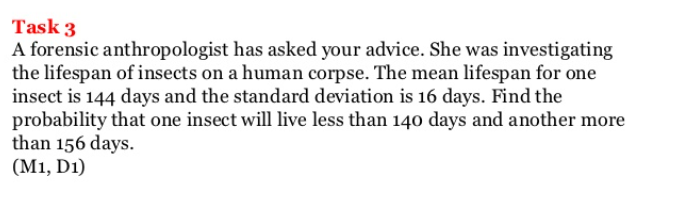 Task 3
A forensic anthropologist has asked your advice. She was investigating
the lifespan of insects on a human corpse. The mean lifespan for one
insect is 144 days and the standard deviation is 16 days. Find the
probability that one insect will live less than 140 days and another more
than 156 days.
(M1, D1)